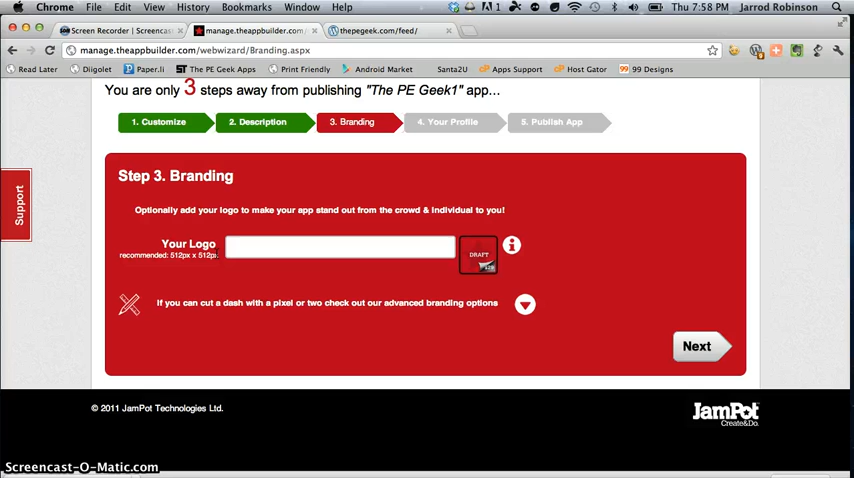 Chrome File Edit View History Bookmarks Window Help 1 Thu 7:58 PM Jarrod Robinson
Screen Recorder | Screencast manage.theappbuilder.com/w thepegeek.com/feed/
manage.theappbuilder.com/webwizard/Branding.aspx
Read Later Diigolet Paper.li The PE Geek Apps Print Friendly Android Market Santa2U Apps Support Host Gator 99 Designs
You are only 3 steps away from publishing "The PE Geek1" app...
1. Customize 2. Description 3. Branding 4. Your Profile 5. Publish App
Support
Step 3. Branding
Optionally add your logo to make your app stand out from the crowd & individual to you!
Your Logo
recommended: 512px x 512px.
DRAFT
If you can cut a dash with a pixel or two check out our advanced branding options
Next
© 2011 JamPot Technologies Ltd.
JamPot
Create&Do.
Screencast-O-Matic.com